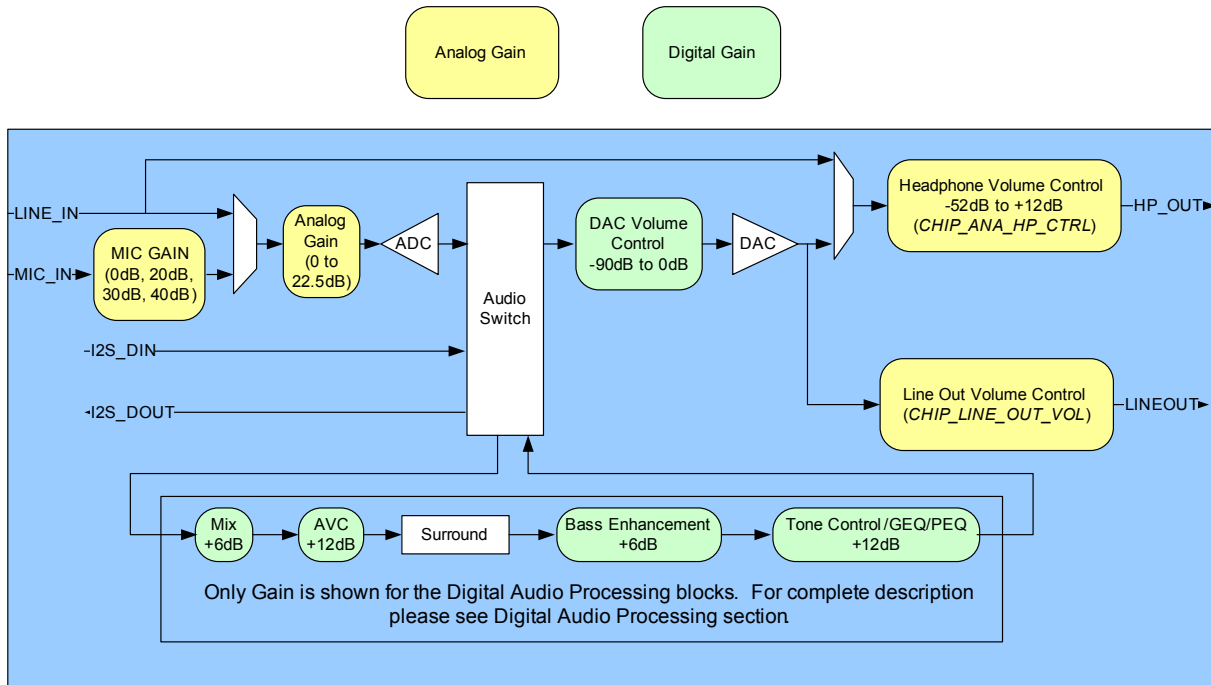 Analog Gain
Digital Gain
LINE_IN
MIC_IN
MIC GAIN
(0dB, 20dB,
30dB, 40dB)
Analog
Gain
(0 to
22.5dB)
ADC
Audio
Switch
DAC Volume
Control
-90dB to 0dB
DAC
Headphone Volume Control
-52dB to +12dB
(CHIP_ANA_HP_CTRL)
HP_OUT
I2S_DIN
I2S_DOUT
Line Out Volume Control
(CHIP_LINE_OUT_VOL)
LINEOUT
Mix
+6dB
AVC
+12dB
Surround
Bass Enhancement
+6dB
Tone Control/GEQ/PEQ
+12dB
Only Gain is shown for the Digital Audio Processing blocks. For complete description
please see Digital Audio Processing section.